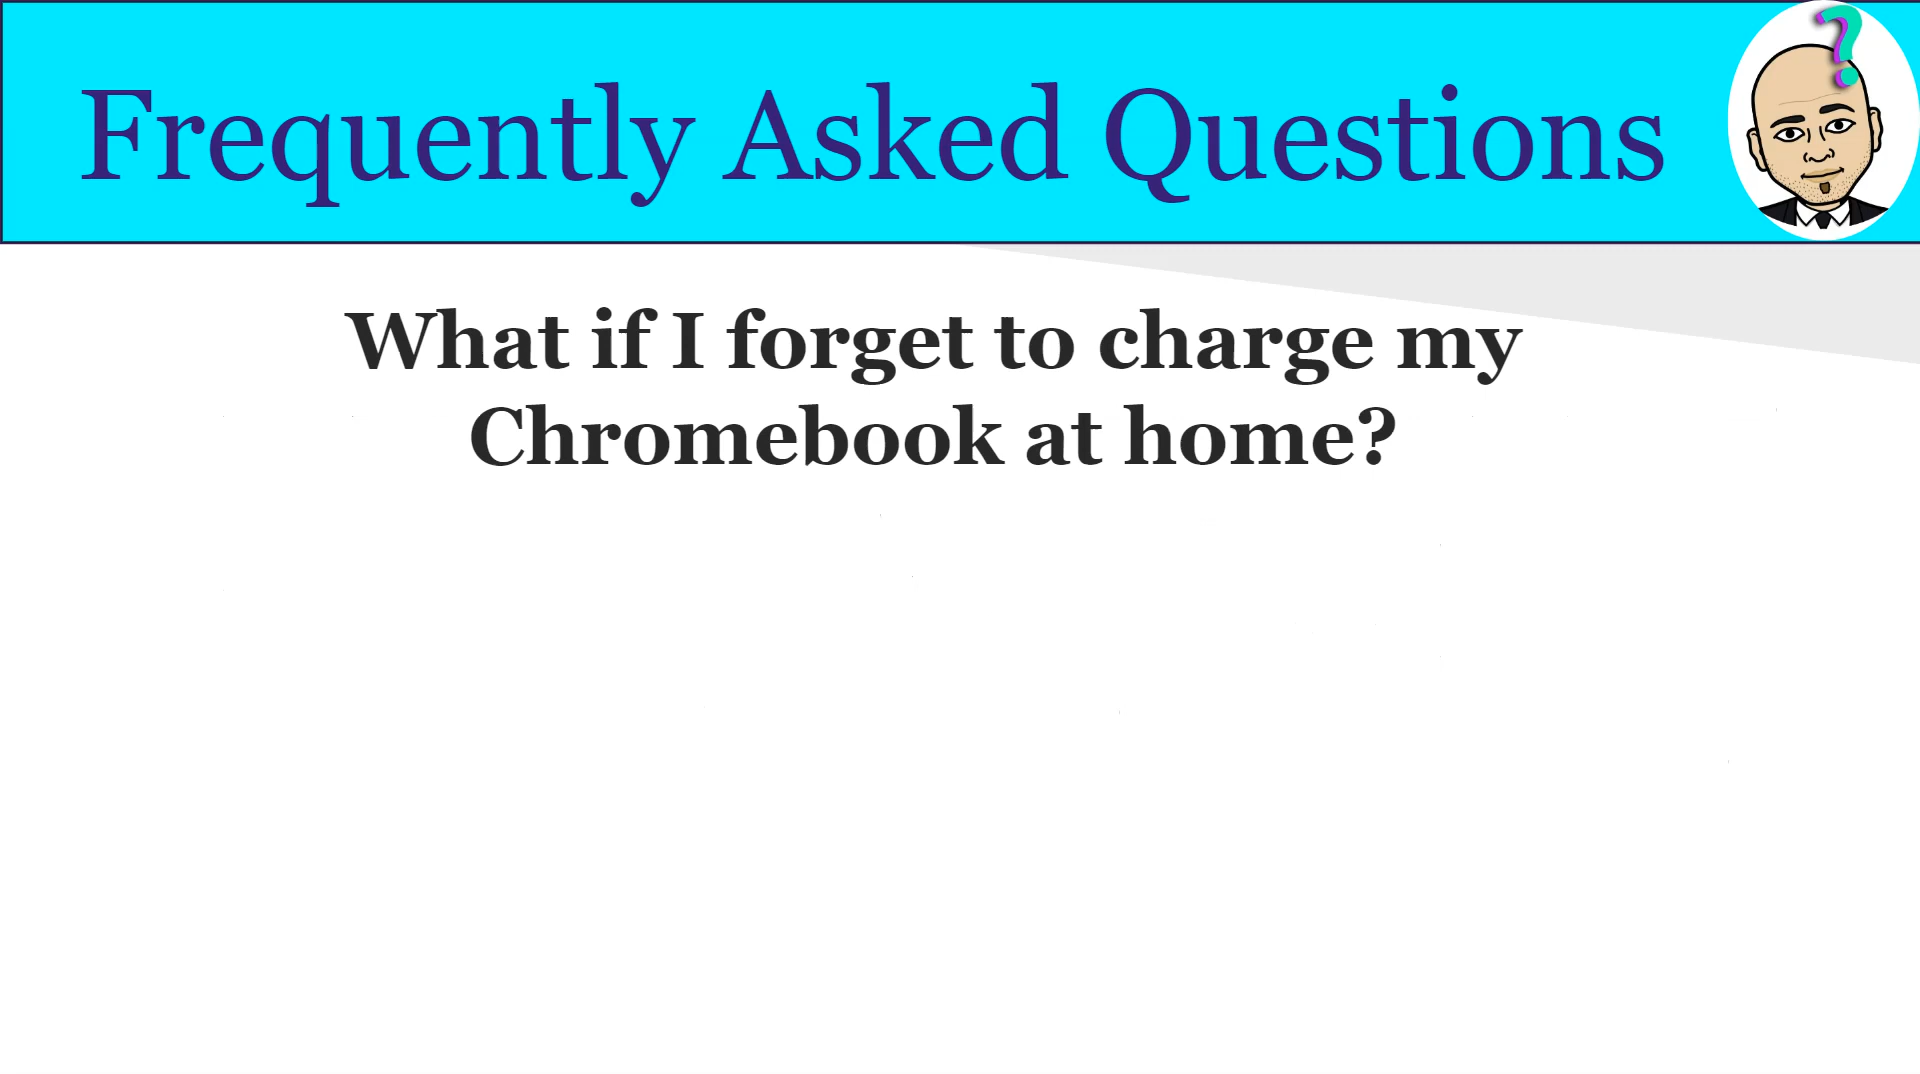 Frequently Asked Questions
?
What if I forget to charge my
Chromebook at home?